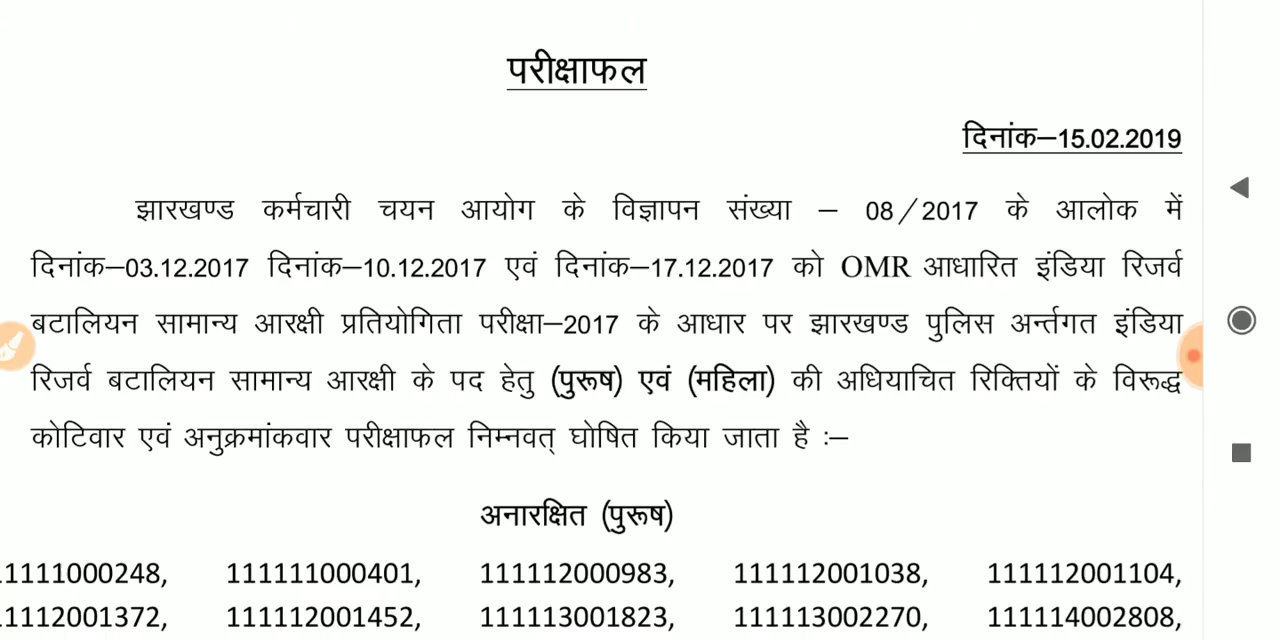 परीक्षाफल
दिनांक–15.02.2019
झारखण्ड कर्मचारी चयन आयोग के विज्ञापन संख्या – 08/2017 के आलोक में
दिनांक–03.12.2017 दिनांक–10.12.2017 एवं दिनांक–17.12.2017 को OMR आधारित इंडिया रिजर्व
बटालियन सामान्य आरक्षी प्रतियोगिता परीक्षा–2017 के आधार पर झारखण्ड पुलिस अर्न्तगत इंडिया
रिजर्व बटालियन सामान्य आरक्षी के पद हेतु (पुरूष) एवं (महिला) की अधियाचित रिक्तियों के विरूद्ध
कोटिवार एवं अनुक्रमांकवार परीक्षाफल निम्नवत् घोषित किया जाता है :–
अनारक्षित (पुरूष)
111111000401, 111112000983, 111112001038, 111112001104,
111112001452, 111113001823, 111113002270, 111114002808,